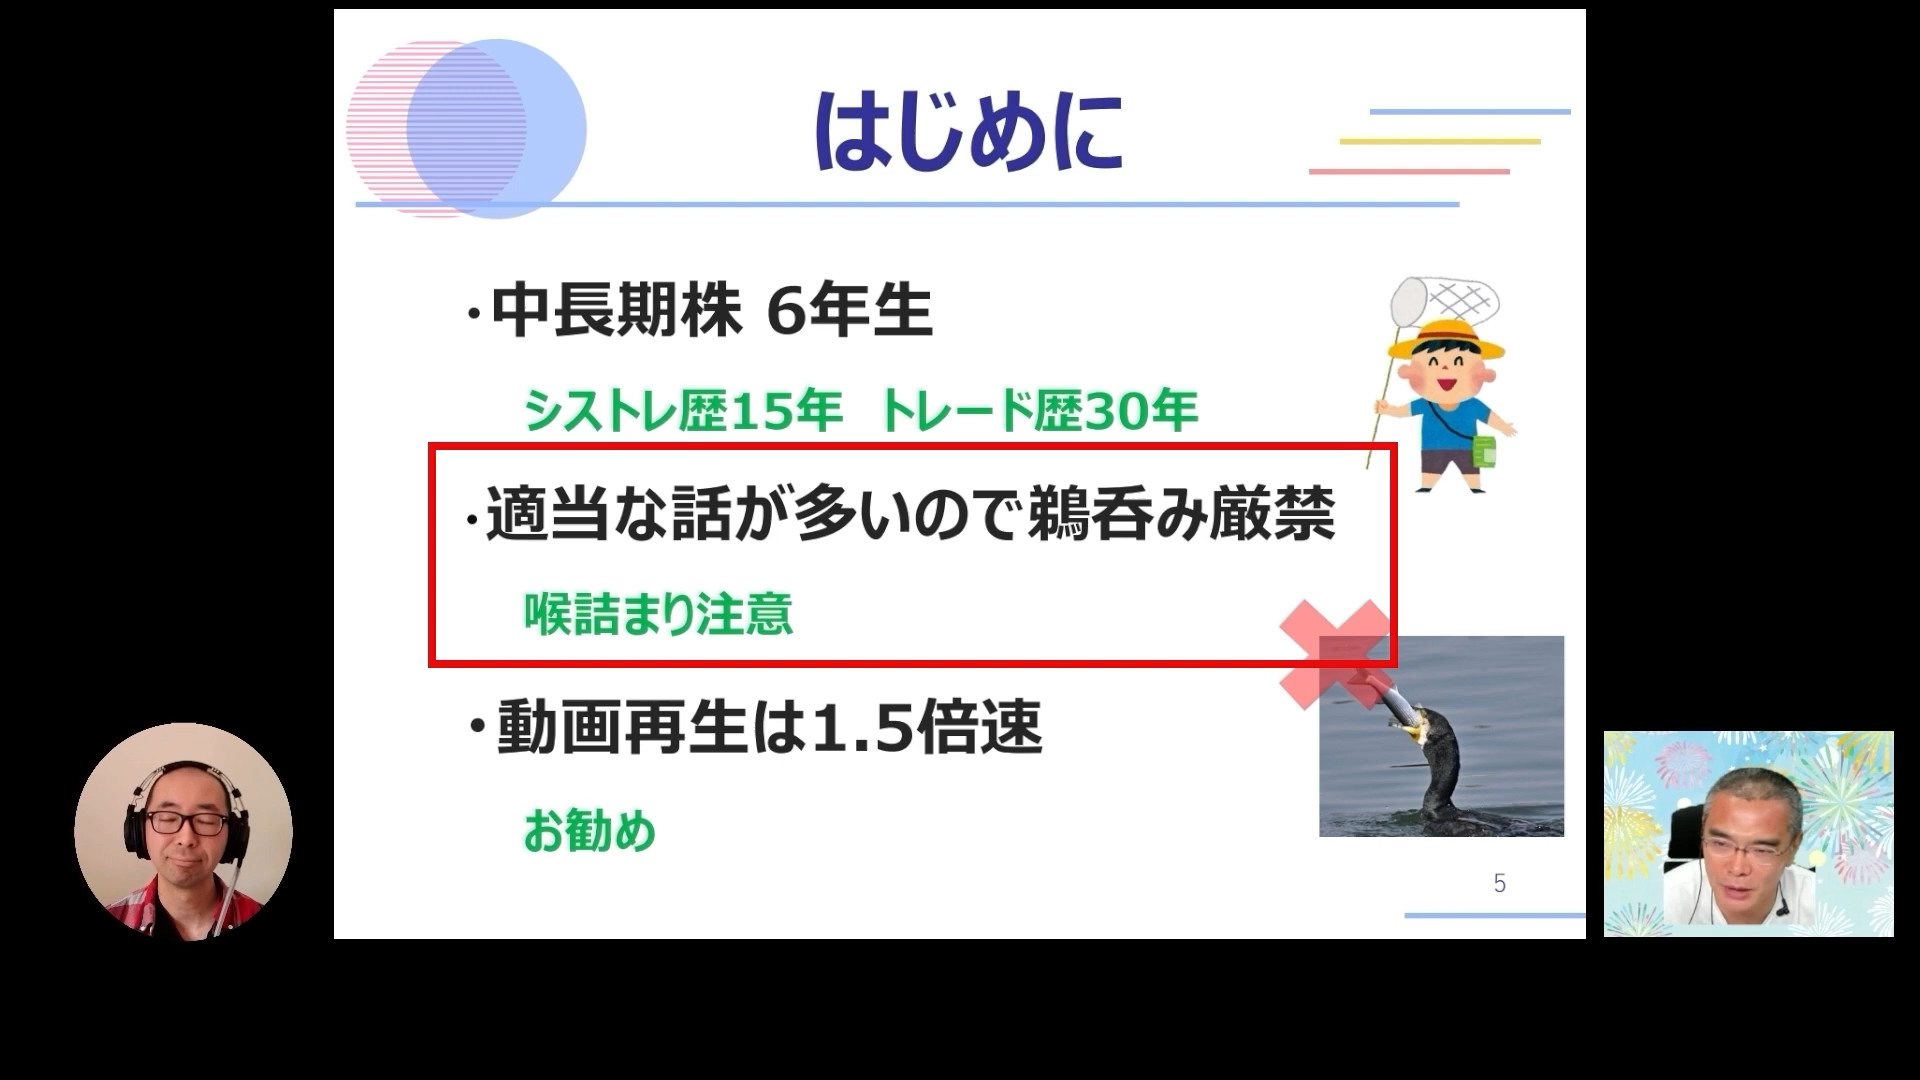 はじめに
・中長期株 6年生
シストレ歴15年　トレード歴30年
・適当な話が多いので鵜呑み厳禁
喉詰まり注意
・動画再生は1.5倍速
お勧め
5